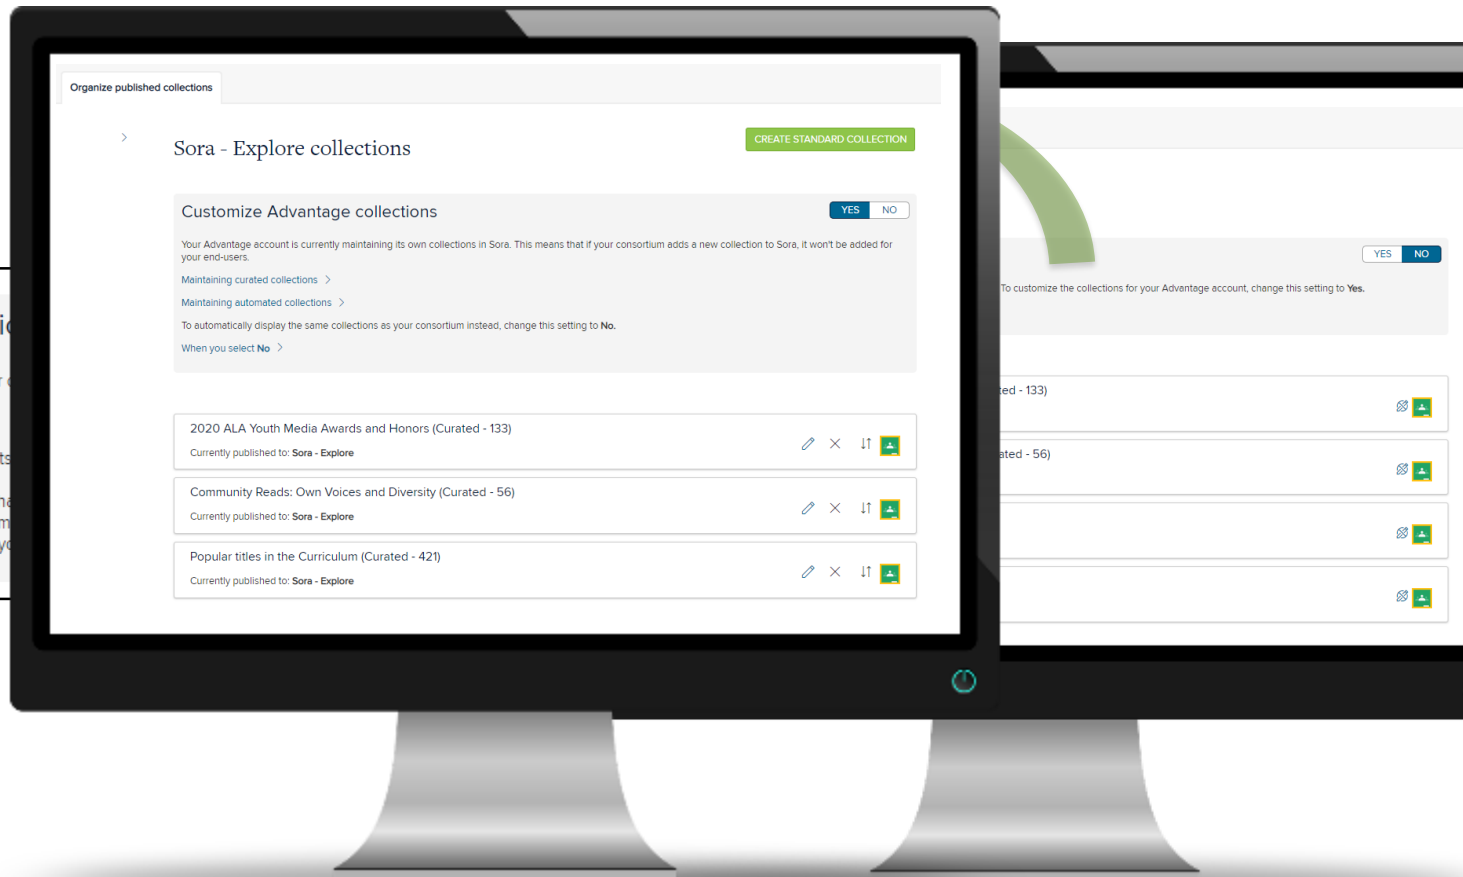 Organize published collections
Sora - Explore collections
CREATE STANDARD COLLECTION
Customize Advantage collections
YES NO
Your Advantage account is currently maintaining its own collections in Sora. This means that if your consortium adds a new collection to Sora, it won't be added for
your end-users.
Maintaining curated collections >
Maintaining automated collections >
To automatically display the same collections as your consortium instead, change this setting to No.
When you select No >
2020 ALA Youth Media Awards and Honors (Curated - 133)
Currently published to: Sora - Explore
Community Reads: Own Voices and Diversity (Curated - 56)
Currently published to: Sora - Explore
Popular titles in the Curriculum (Curated - 421)
Currently published to: Sora - Explore
YES NO
To customize the collections for your Advantage account, change this setting to Yes.
- 133)
- 56)